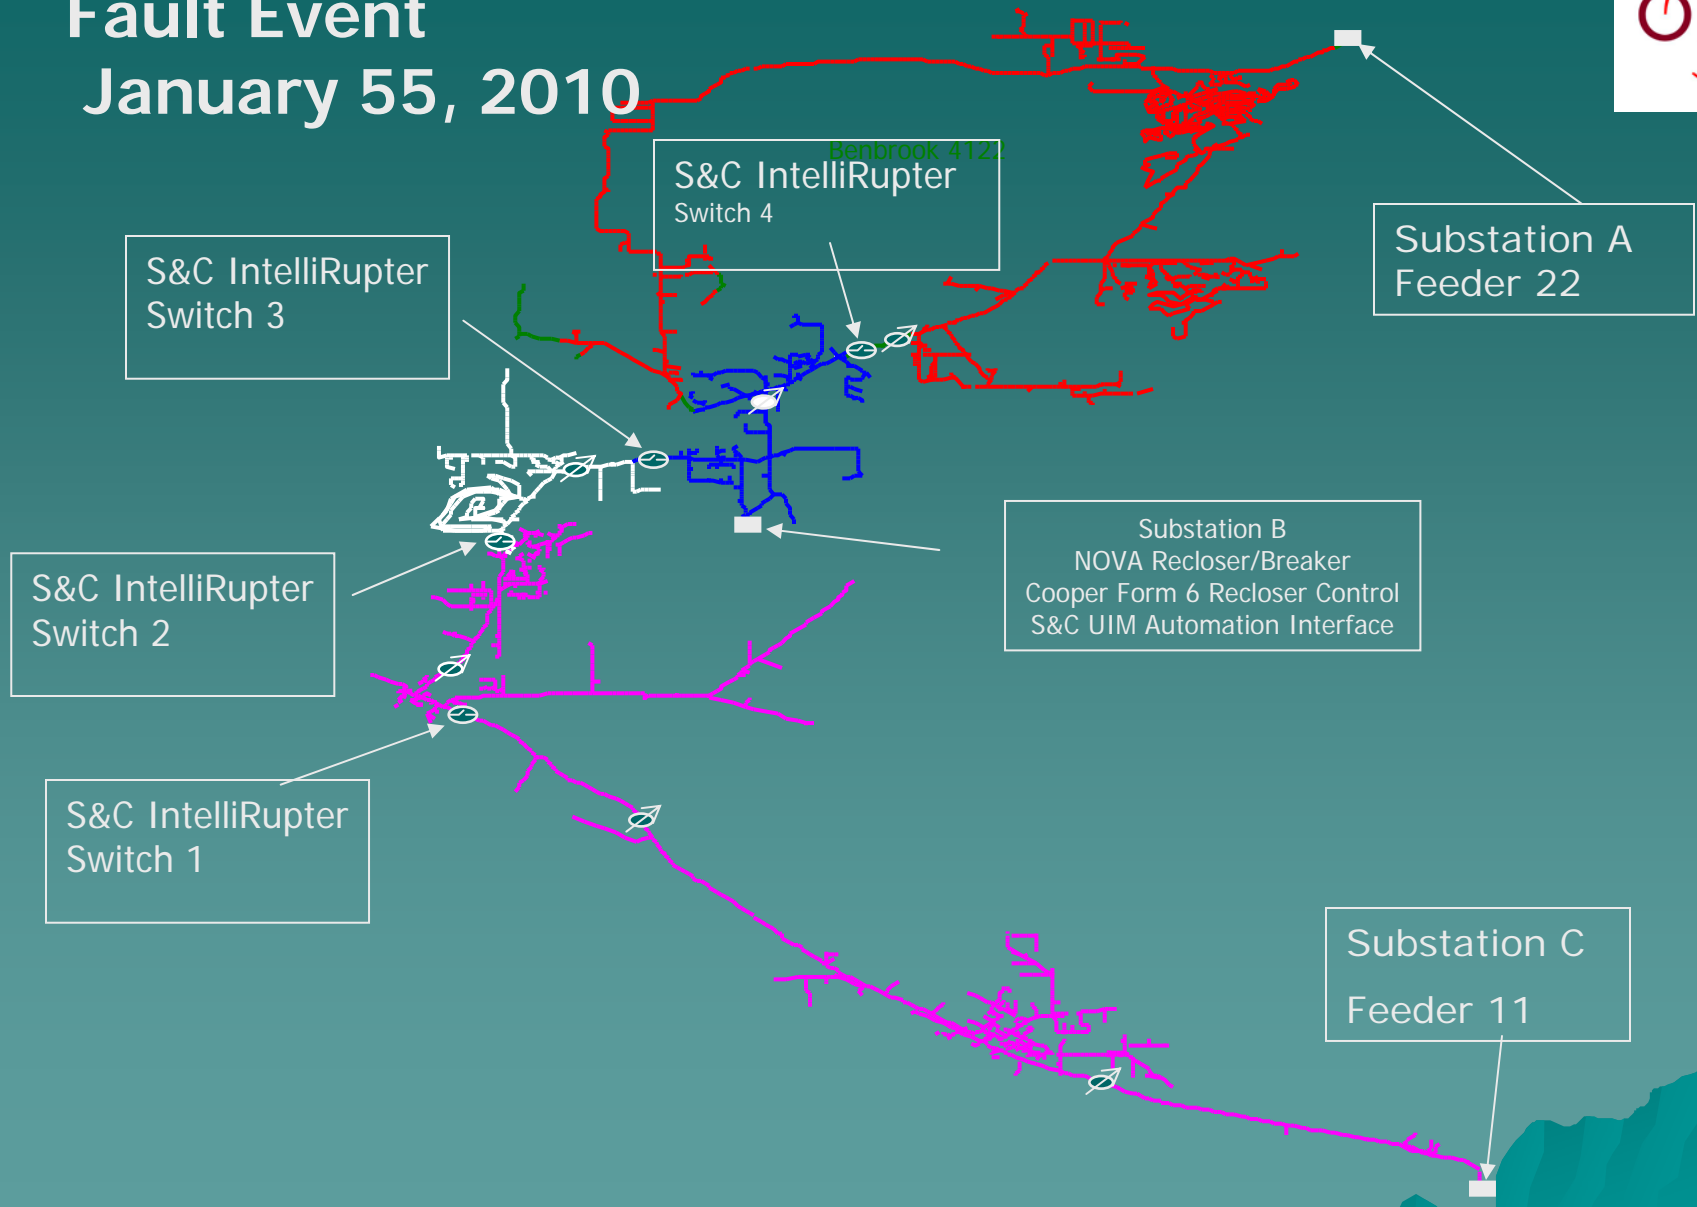 Fault Event
January 55, 2010
Benbrook 4122
S&C IntelliRupter
Switch 4
S&C IntelliRupter
Switch 3
Substation A
Feeder 22
Substation B
NOVA Recloser/Breaker
Cooper Form 6 Recloser Control
S&C UIM Automation Interface
S&C IntelliRupter
Switch 2
S&C IntelliRupter
Switch 1
Substation C
Feeder 11